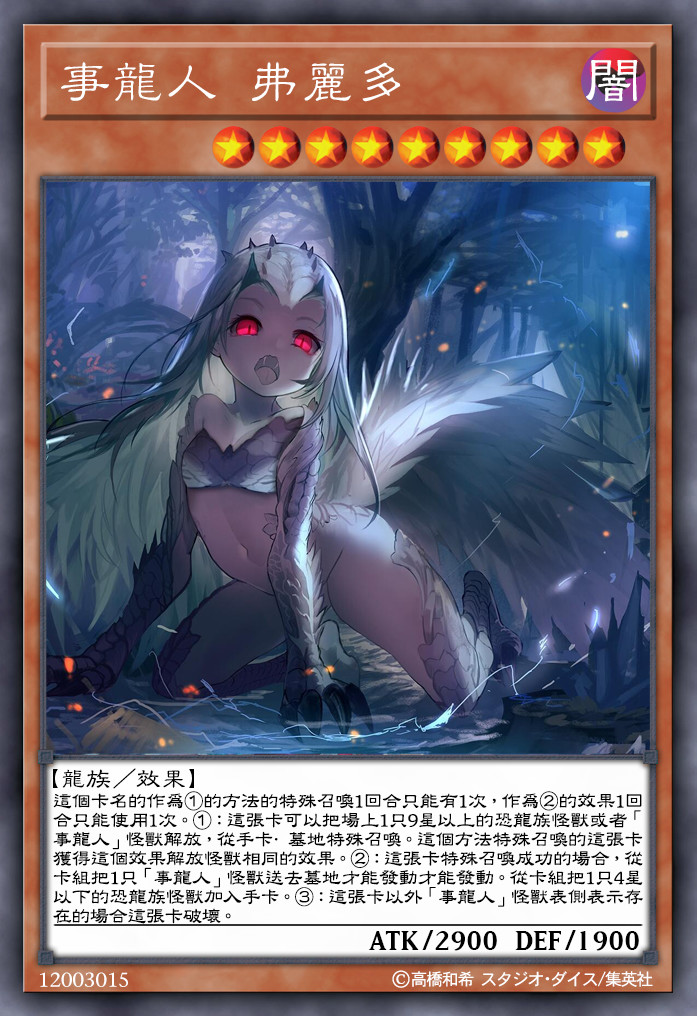 事龍人 弗麗多
闇
【龍族／效果】
這個卡名的作為①的方法的特殊召喚1回合只能有1次，作為②的效果1回
合只能使用1次。①：這張卡可以把場上1只9星以上的恐龍族怪獸或者「
事龍人」怪獸解放，從手卡·墓地特殊召喚。這個方法特殊召喚的這張卡
獲得這個效果解放怪獸相同的效果。②：這張卡特殊召喚成功的場合，從
卡組把1只「事龍人」怪獸送去墓地才能發動才能發動。從卡組把1只4星
以下的恐龍族怪獸加入手卡。③：這張卡以外「事龍人」怪獸表側表示存
在的場合這張卡破壞。
ATK/2900 DEF/1900
12003015 ©高橋和希 スタジオ・ダイス/集英社